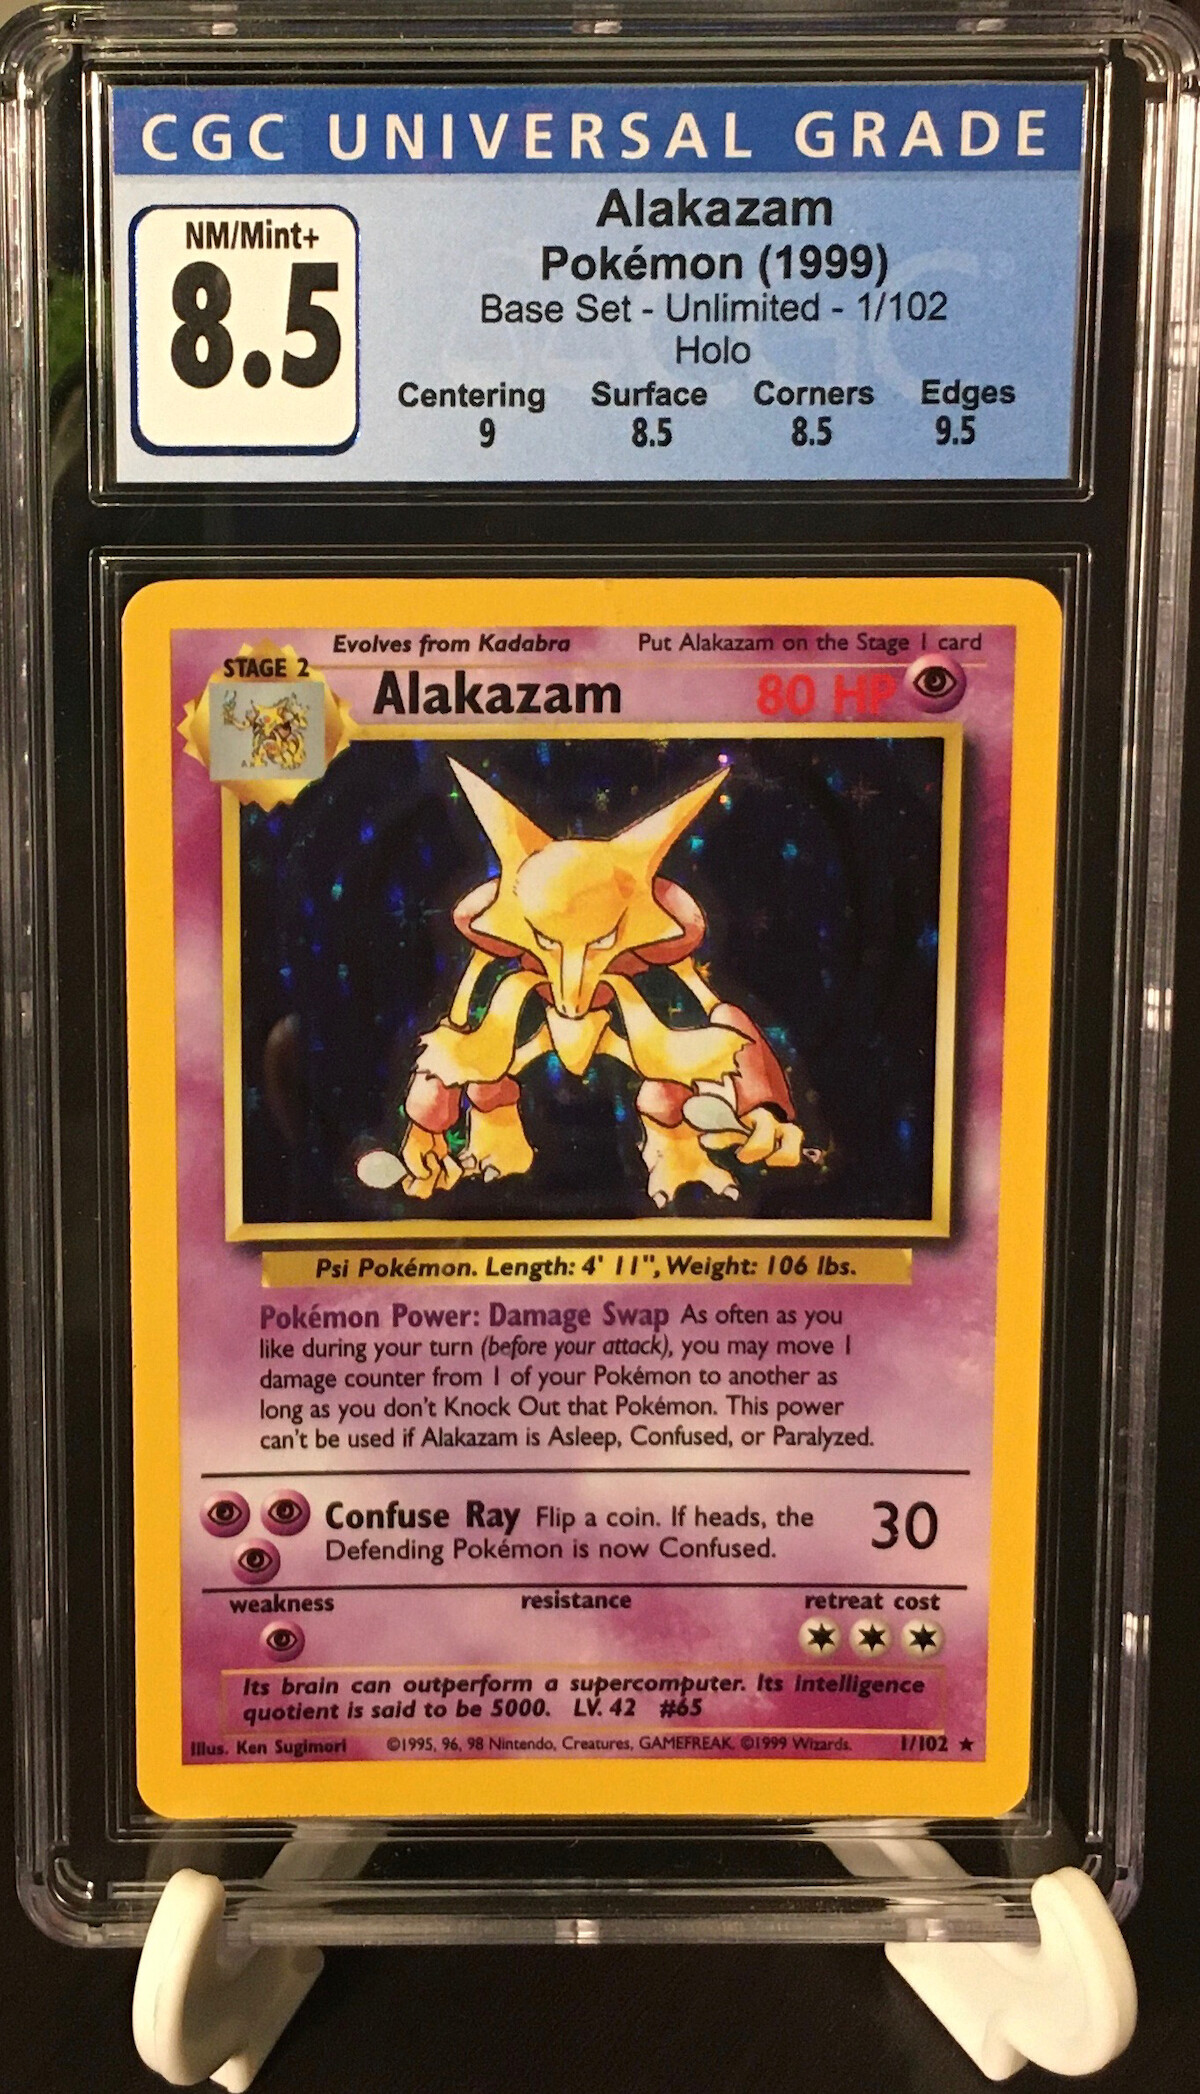 CGC UNIVERSAL GRADE
NM/Mint+
8.5
Alakazam
Pokémon (1999)
Base Set - Unlimited - 1/102
Holo
Centering Surface Corners Edges
9 8.5 8.5 9.5
Evolves from Kadabra Put Alakazam on the Stage 1 card
STAGE 2
Alakazam 80 HP
Psi Pokémon. Length: 4' 11", Weight: 106 lbs.
Pokémon Power: Damage Swap As often as you
like during your turn (before your attack), you may move 1
damage counter from 1 of your Pokémon to another as
long as you don't Knock Out that Pokémon. This power
can't be used if Alakazam is Asleep, Confused, or Paralyzed.
Confuse Ray Flip a coin. If heads, the
Defending Pokémon is now Confused.
30
weakness resistance retreat cost
Its brain can outperform a supercomputer. Its intelligence
quotient is said to be 5000. LV. 42 #65
Illus. Ken Sugimori ©1995, 96, 98 Nintendo, Creatures, GAMEFREAK. ©1999 Wizards. 1/102 ★